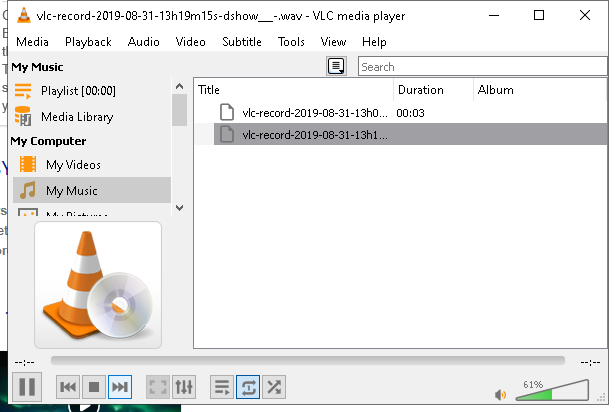 vlc-record-2019-08-31-13h19m15s-dshow__-.wav - VLC media player
Media Playback Audio Video Subtitle Tools View Help
My Music
Search
Playlist [00:00]
Media Library
My Computer
My Videos
My Music
My Pictures
Title Duration Album
vlc-record-2019-08-31-13h0... 00:03
vlc-record-2019-08-31-13h1...
--:-- --:--
61%